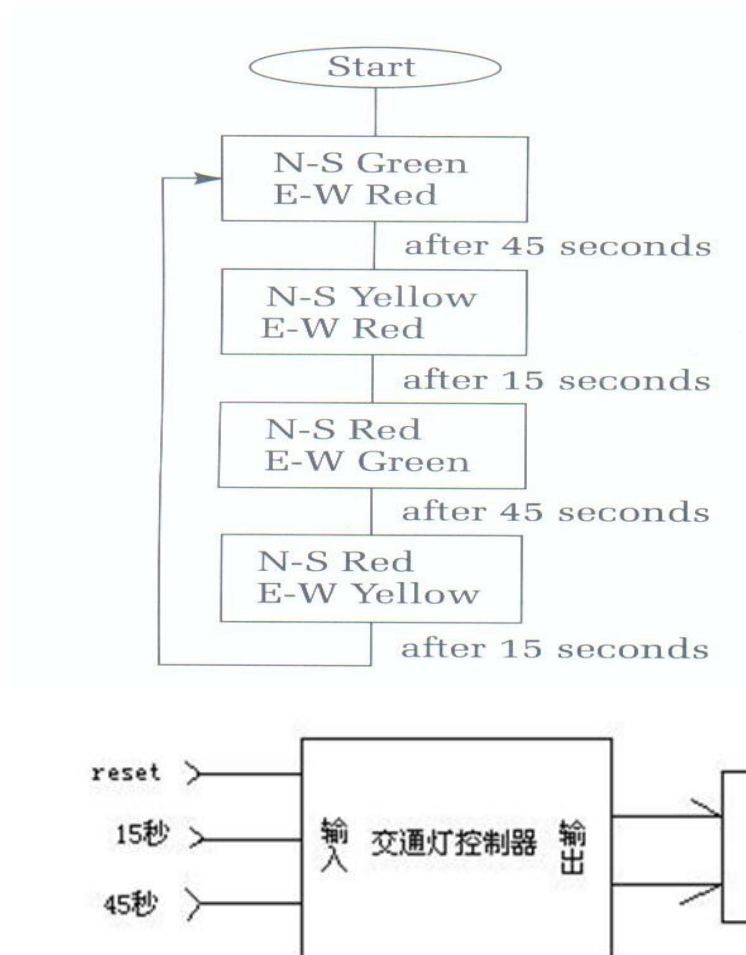 Start
N-S Green
E-W Red
after 45 seconds
N-S Yellow
E-W Red
after 15 seconds
N-S Red
E-W Green
after 45 seconds
N-S Red
E-W Yellow
after 15 seconds
reset
15秒
45秒
输入
交通灯控制器
输出